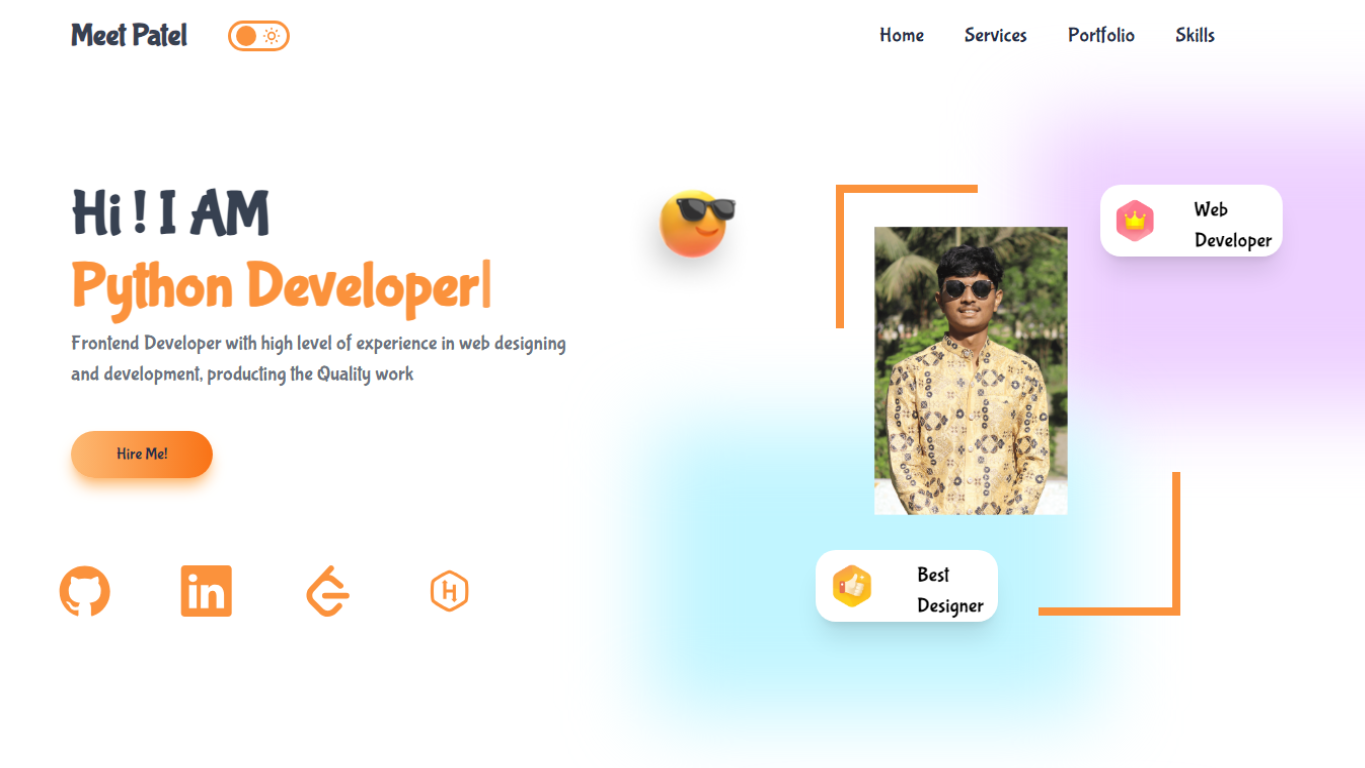 Meet Patel
Home Services Portfolio Skills
Hi ! I AM
Python Developer|
Frontend Developer with high level of experience in web designing
and development, producting the Quality work
Hire Me!
in
H
Web
Developer
Best
Designer